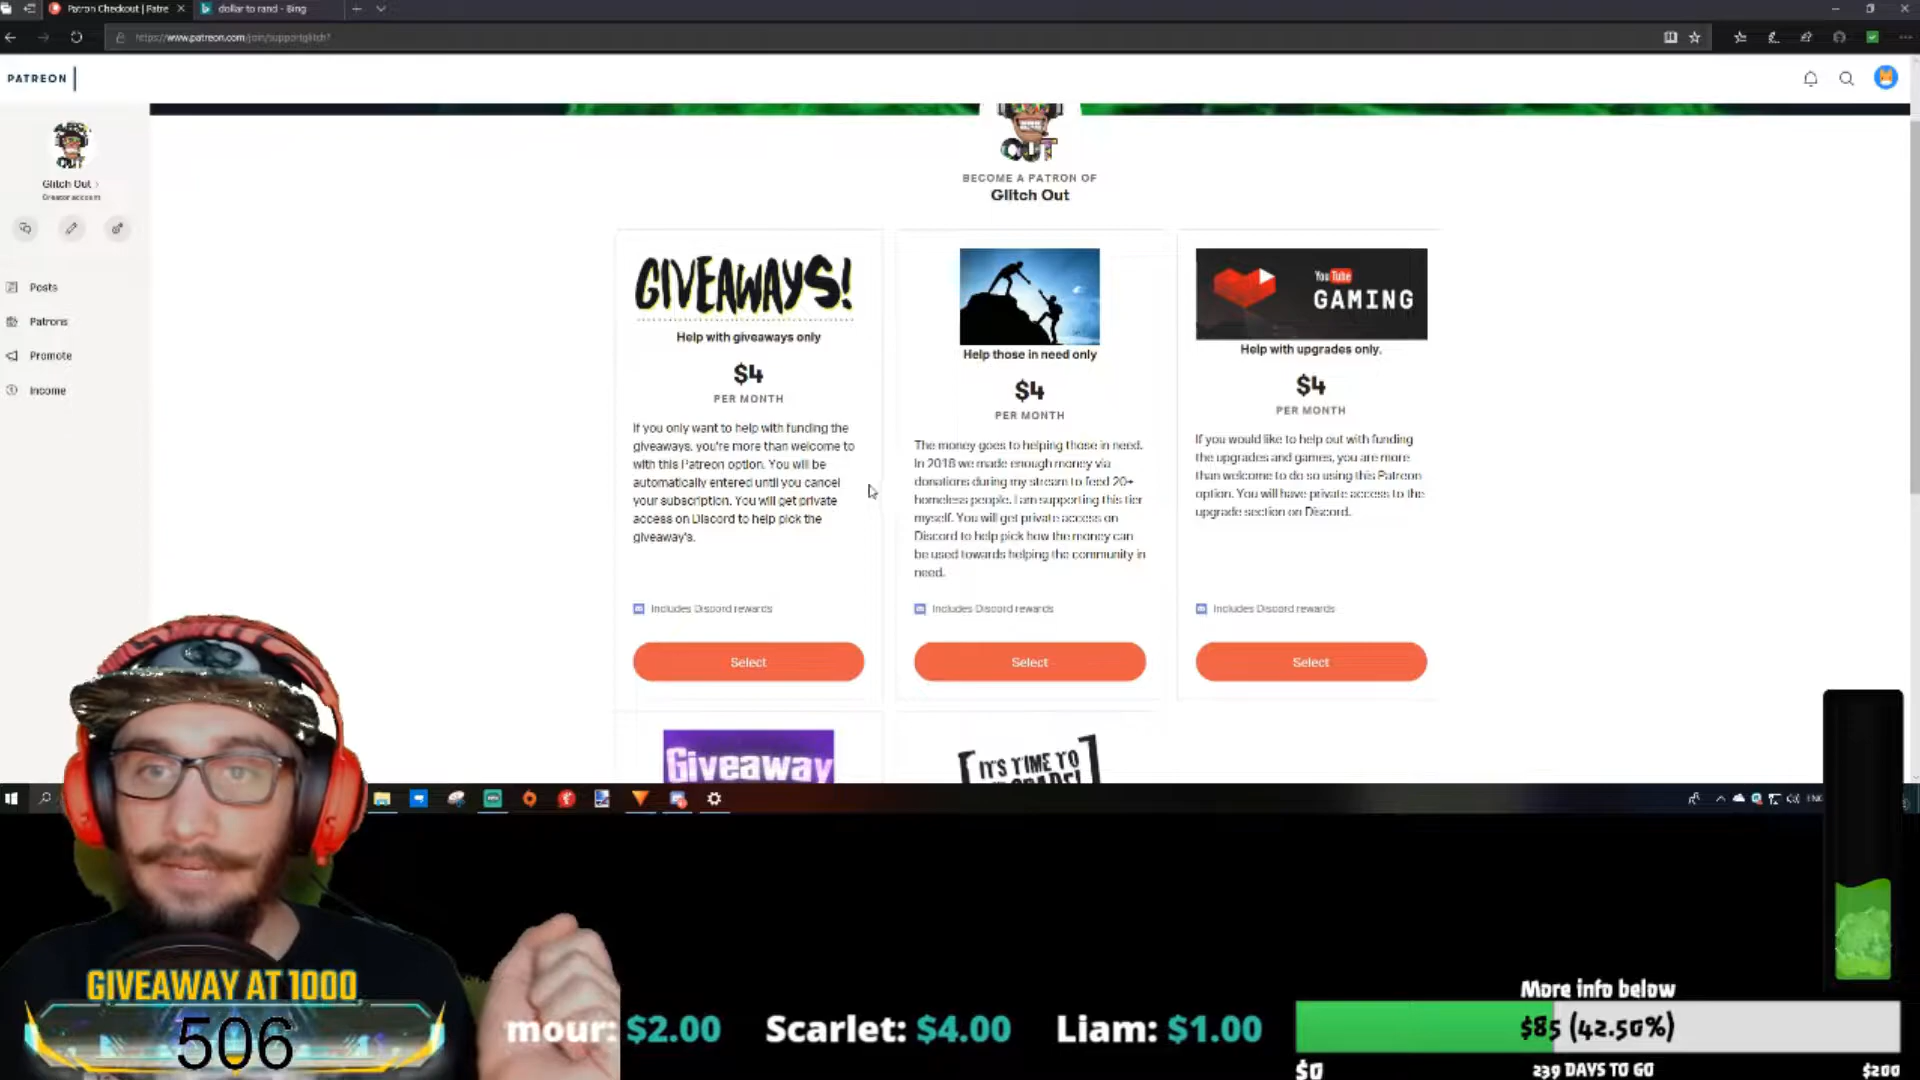 Patron Checkout | Patre
dollar to rand - Bing
https://www.patreon.com/join/supportglitch?
PATREON
OUT
Glitch Out
Creator account
Posts
Patrons
Promote
Income
OUT
BECOME A PATRON OF
Glitch Out
GIVEAWAYS!
Help with giveaways only
$4
PER MONTH
If you only want to help with funding the
giveaways, you're more than welcome to
with this Patreon option. You will be
automatically entered until you cancel
your subscription. You will get private
access on Discord to help pick the
giveaway's.
Includes Discord rewards
Select
Help those in need only
$4
PER MONTH
The money goes to helping those in need.
In 2018 we made enough money via
donations during my stream to feed 20+
homeless people. I am supporting this tier
myself. You will get private access on
Discord to help pick how the money can
be used towards helping the community in
need.
Includes Discord rewards
Select
YouTube
GAMING
Help with upgrades only.
$4
PER MONTH
If you would like to help out with funding
the upgrades and games, you are more
than welcome to do so using this Patreon
option. You will have private access to the
upgrade section on Discord.
Includes Discord rewards
Select
Giveaway
IT'S TIME TO
ENG
GIVEAWAY AT 1000
506
mour: $2.00 Scarlet: $4.00 Liam: $1.00
More info below
$85 (42.50%)
$0 239 DAYS TO GO $200